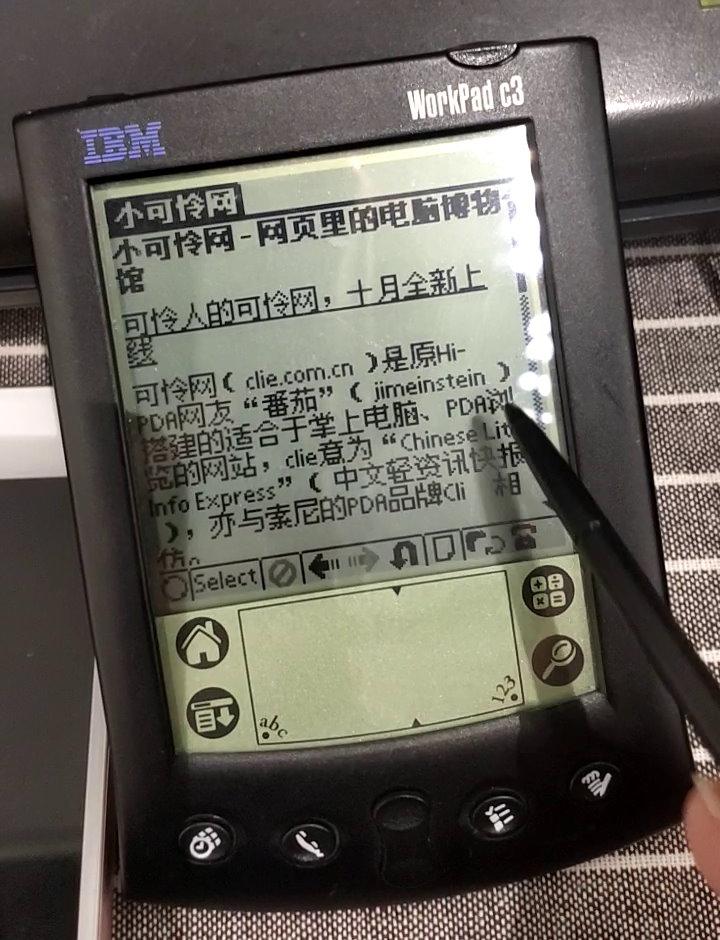 WorkPad c3
IBM
小可怜网
小可怜网-网页里的电脑博物
馆
可怜人的可怜网，十月全新上
线
可怜网( clie.com.cn )是原Hi-
PDA网友“番茄”( jimeinstein )
搭建的适合于掌上电脑、PDA浏
览的网站，clie意为“Chinese Lit
Info Express”(中文轻资讯快报
)，亦与索尼的PDA品牌Cli 相
仿。
Select
abc
123